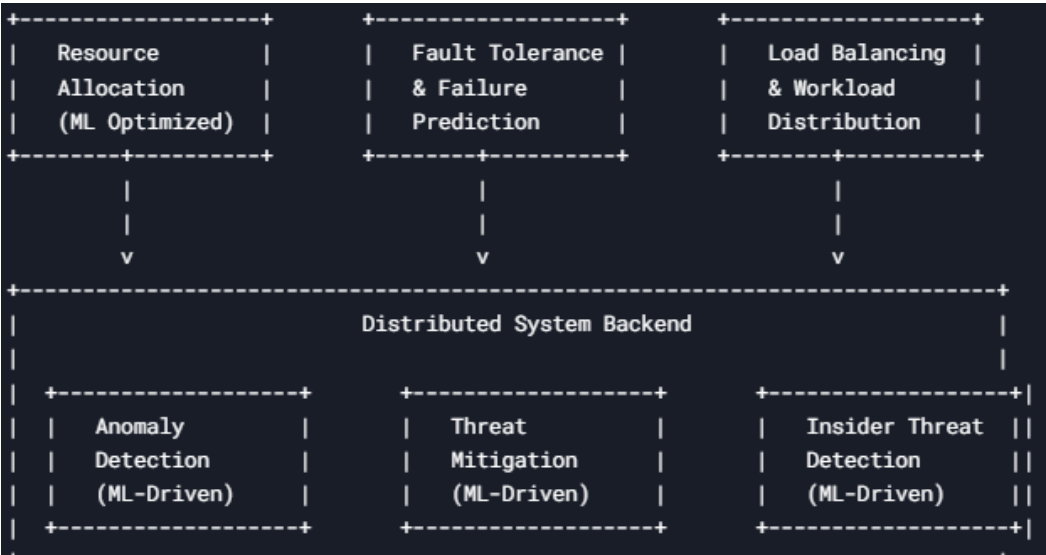 Resource Fault Tolerance Load Balancing
Allocation & Failure & Workload
(ML Optimized) Prediction Distribution
v v v
Distributed System Backend
Anomaly Threat Insider Threat
Detection Mitigation Detection
(ML-Driven) (ML-Driven) (ML-Driven)